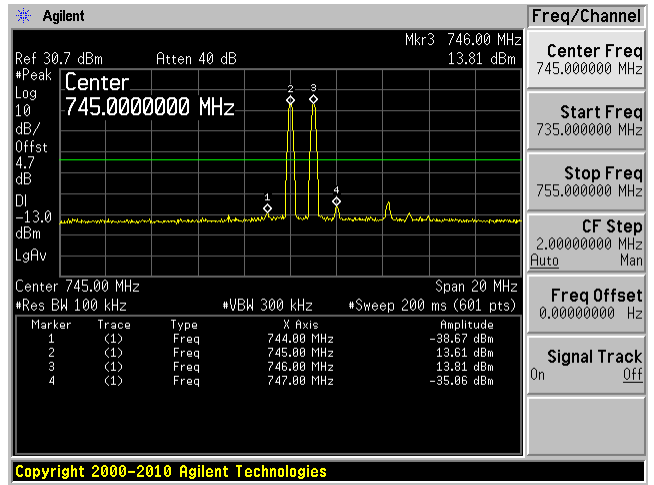 Agilent
Freq/Channel
Mkr3 746.00 MHz
Ref 30.7 dBm Atten 40 dB 13.81 dBm
#Peak
Log
10
dB/
Offst
4.7
dB
DI
-13.0
dBm
LgAv
Center
745.0000000 MHz
1
2
3
4
Center 745.00 MHz Span 20 MHz
#Res BW 100 kHz #VBW 300 kHz #Sweep 200 ms (601 pts)
Marker Trace Type X Axis Amplitude
1 (1) Freq 744.00 MHz -38.67 dBm
2 (1) Freq 745.00 MHz 13.61 dBm
3 (1) Freq 746.00 MHz 13.81 dBm
4 (1) Freq 747.00 MHz -35.06 dBm
Center Freq
745.000000 MHz
Start Freq
735.000000 MHz
Stop Freq
755.000000 MHz
CF Step
2.00000000 MHz
Auto Man
Freq Offset
0.00000000 Hz
Signal Track
On Off
Copyright 2000-2010 Agilent Technologies